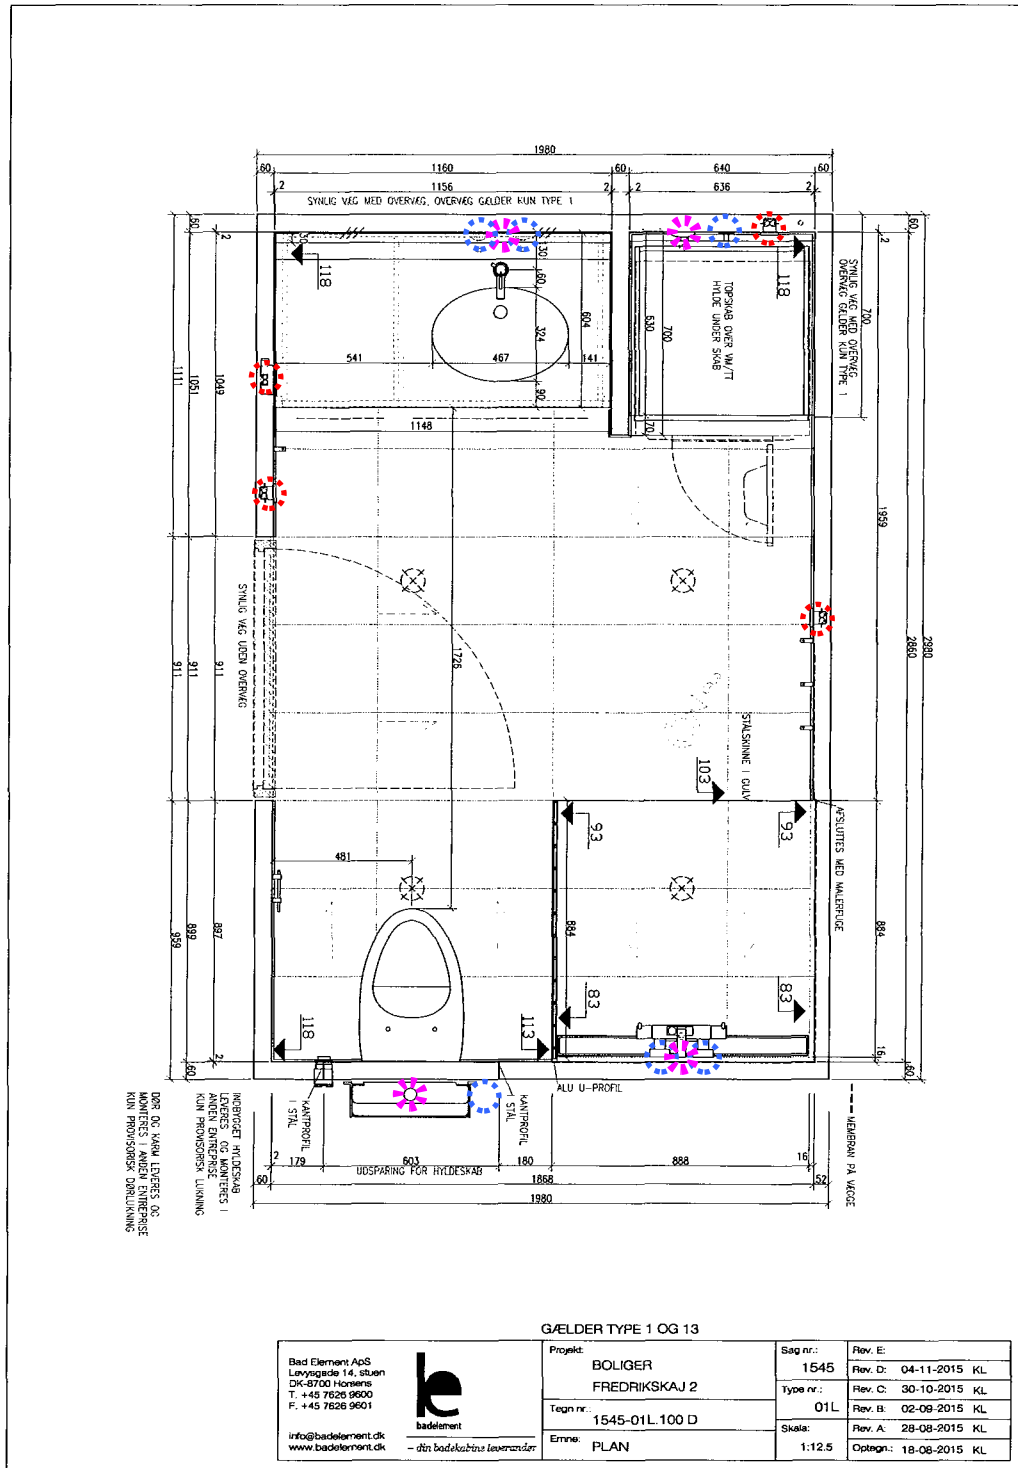 1980
60
1160
60
640
60
2
1156
2
2
636
2
SYNLIG VÆG MED OVERVÆG, OVERVÆG GÆLDER KUN TYPE 1
60
2
30
118
30
60
324
604
541
467
141
90
1148
TOPSKAB OVER VM/TT
HYLDE UNDER SKAB
630
700
70
118
SYNLIG VÆG MED OVERVÆG
OVERVÆG GÆLDER KUN TYPE 1
700
2
60
1111
1051
1049
1959
2860
2980
SYNLIG VÆG UDEN OVERVÆG
911
911
911
1726
STÅLSKINNE I GULV
103
93
93
AFSLUTTES MED MALERFUGE
481
884
884
959
899
897
83
83
118
113
2
60
16
60
ALU U-PROFIL
KANTPROFIL
I STÅL
KANTPROFIL
I STÅL
MEMBRAN PÅ VÆGGE
INDBYGGET HYLDESKAB
LEVERES OG MONTERES I
ANDEN ENTREPRISE
KUN PROVISORISK LUKNING
DØR OG KARM LEVERES OG
MONTERES I ANDEN ENTREPRISE
KUN PROVISORISK DØRLUKNING
2
179
603
180
888
16
UDSPARING FOR HYLDESKAB
60
1868
52
1980
GÆLDER TYPE 1 OG 13
Bad Element ApS
Levysgade 14, stuen
DK-8700 Horsens
T. +45 7626 9600
F. +45 7626 9601
info@badelement.dk
www.badelement.dk
be
badelement
– din badekabine leverandør
Projekt:
BOLIGER
FREDRIKSKAJ 2
Tegn nr.:
1545-01L.100 D
Emne:
PLAN
Sag nr.:
1545
Type nr.:
01L
Skala:
1:12.5
Rev. E:
Rev. D: 04-11-2015 KL
Rev. C: 30-10-2015 KL
Rev. B: 02-09-2015 KL
Rev. A: 28-08-2015 KL
Optegn.: 18-08-2015 KL